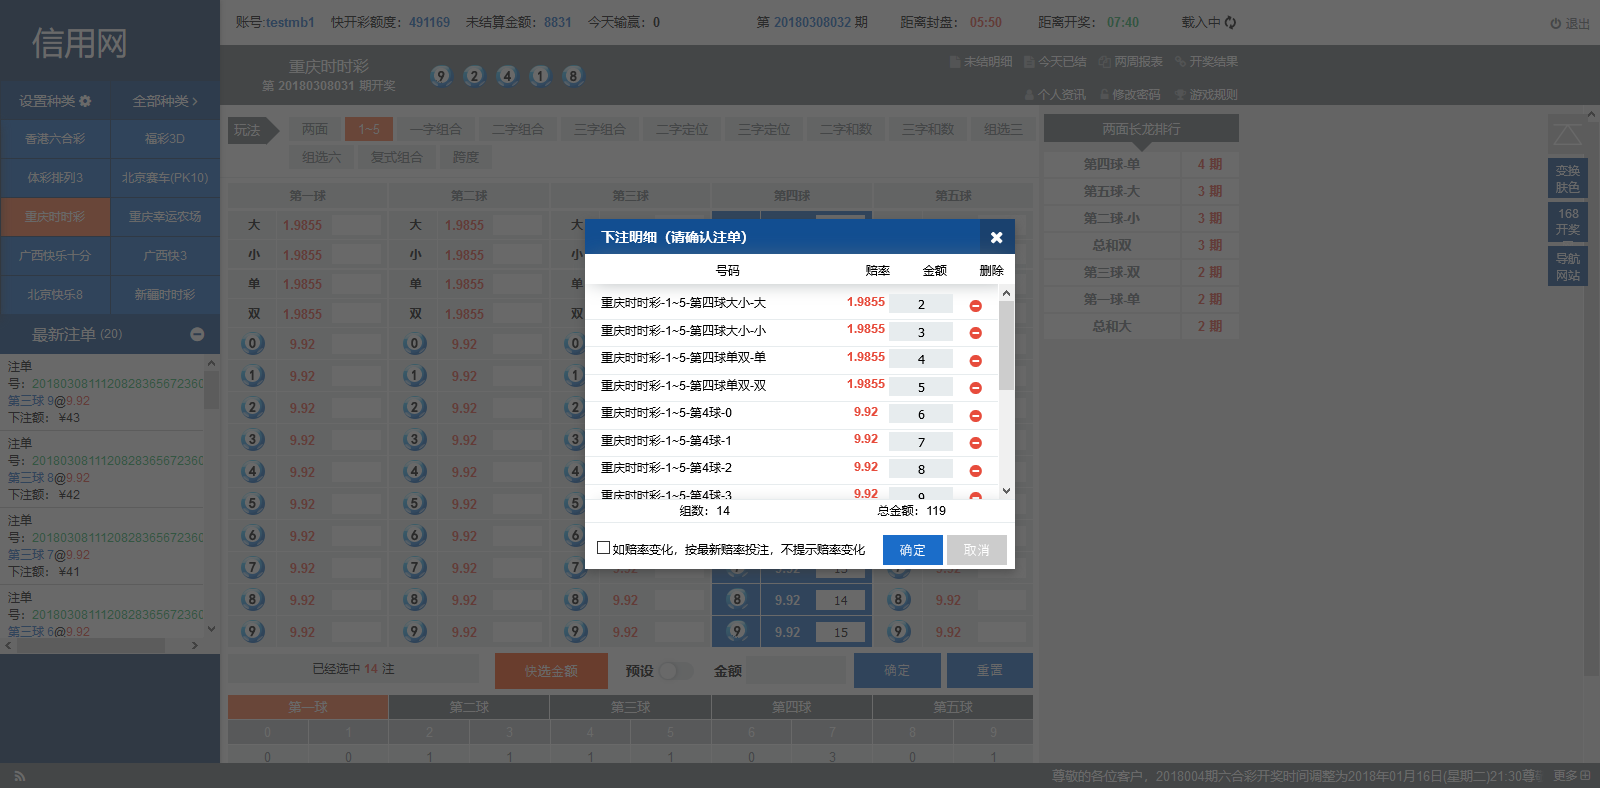 账号:testmb1 快开彩额度：491169 未结算金额：8831 今天输赢：0 第 20180308032 期 距离封盘：05:50 距离开奖：07:40 载入中 退出
信用网
重庆时时彩
第 20180308031 期开奖
9 2 4 1 8
未结明细 今天已结 两周报表 开奖结果
个人资讯 修改密码 游戏规则
设置种类 全部种类
香港六合彩 福彩3D
体彩排列3 北京赛车(PK10)
重庆时时彩 重庆幸运农场
广西快乐十分 广西快3
北京快乐8 新疆时时彩
最新注单 (20)
注单
号：2018030811120828365672360
第三球 9@9.92
下注额： ¥43
注单
号：2018030811120828365672360
第三球 8@9.92
下注额： ¥42
注单
号：2018030811120828365672360
第三球 7@9.92
下注额： ¥41
注单
号：2018030811120828365672360
第三球 6@9.92
玩法 两面 1~5 一字组合 二字组合 三字组合 二字定位 三字定位 二字和数 三字和数 组选三
组选六 复式组合 跨度
第一球 第二球 第三球 第四球 第五球
大 1.9855 大 1.9855 大
小 1.9855 小 1.9855 小
单 1.9855 单 1.9855 单
双 1.9855 双 1.9855 双
0 9.92 0 9.92 0
1 9.92 1 9.92 1
2 9.92 2 9.92 2
3 9.92 3 9.92 3
4 9.92 4 9.92 4
5 9.92 5 9.92 5
6 9.92 6 9.92 6
7 9.92 7 9.92 7 9.92 7 9.92 13 7 9.92
8 9.92 8 9.92 8 9.92 8 9.92 14 8 9.92
9 9.92 9 9.92 9 9.92 9 9.92 15 9 9.92
下注明细（请确认注单）
号码 赔率 金额 删除
重庆时时彩-1~5-第四球大小-大 1.9855 2
重庆时时彩-1~5-第四球大小-小 1.9855 3
重庆时时彩-1~5-第四球单双-单 1.9855 4
重庆时时彩-1~5-第四球单双-双 1.9855 5
重庆时时彩-1~5-第4球-0 9.92 6
重庆时时彩-1~5-第4球-1 9.92 7
重庆时时彩-1~5-第4球-2 9.92 8
重庆时时彩-1~5-第4球-3 9.92 9
组数：14 总金额：119
如赔率变化，按最新赔率投注，不提示赔率变化 确定 取消
已经选中 14 注 快选金额 预设 金额 确定 重置
第一球 第二球 第三球 第四球 第五球
0 1 2 3 4 5 6 7 8 9
0 0 1 1 1 1 0 3 0 1
两面长龙排行
第四球-单 4 期
第五球-大 3 期
第二球-小 3 期
总和双 3 期
第三球-双 2 期
第一球-单 2 期
总和大 2 期
变换
肤色
168
开奖
导航
网站
尊敬的各位客户，2018004期六合彩开奖时间调整为2018年01月16日(星期二)21:30尊 更多